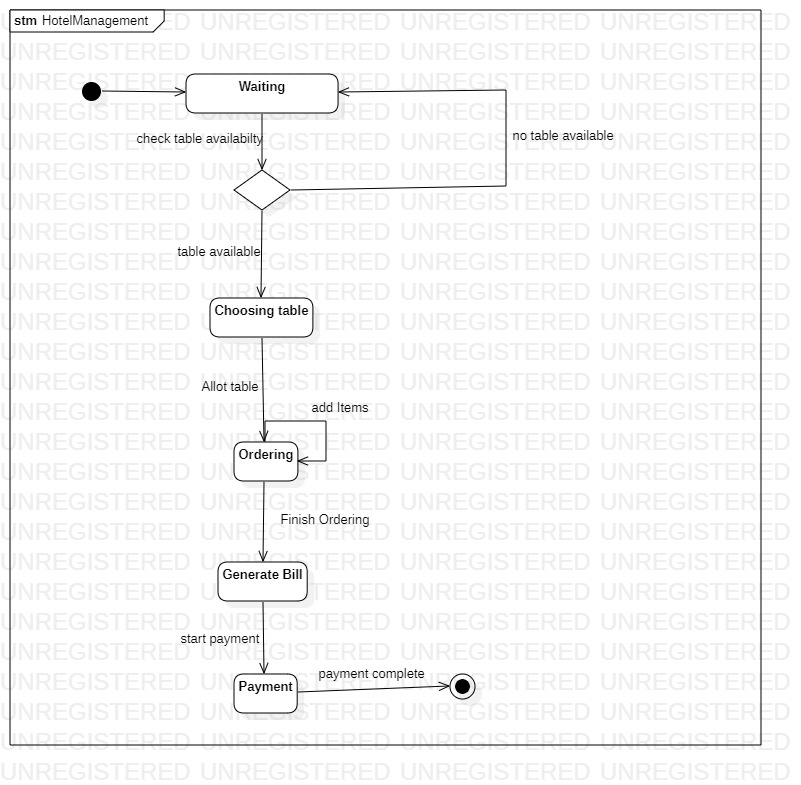 stm HotelManagement
Waiting
check table availabilty
no table available
table available
Choosing table
Allot table
add Items
Ordering
Finish Ordering
Generate Bill
start payment
payment complete
Payment
UNREGISTERED UNREGISTERED UNREGISTERED UNREGISTERED